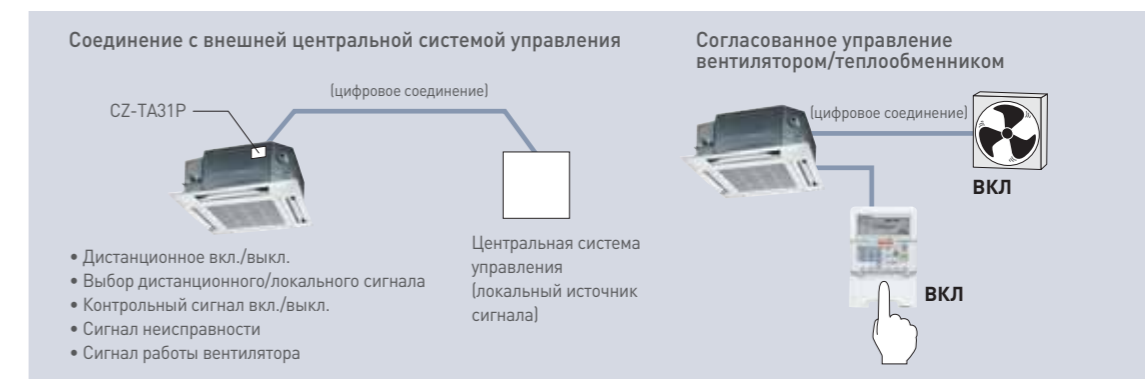 Соединение с внешней центральной системой управления
CZ-TA31P
(цифровое соединение)
• Дистанционное вкл./выкл.
• Выбор дистанционного/локального сигнала
• Контрольный сигнал вкл./выкл.
• Сигнал неисправности
• Сигнал работы вентилятора
Центральная система
управления
(локальный источник
сигнала)
Согласованное управление
вентилятором/теплообменником
(цифровое соединение)
ВКЛ
ВКЛ